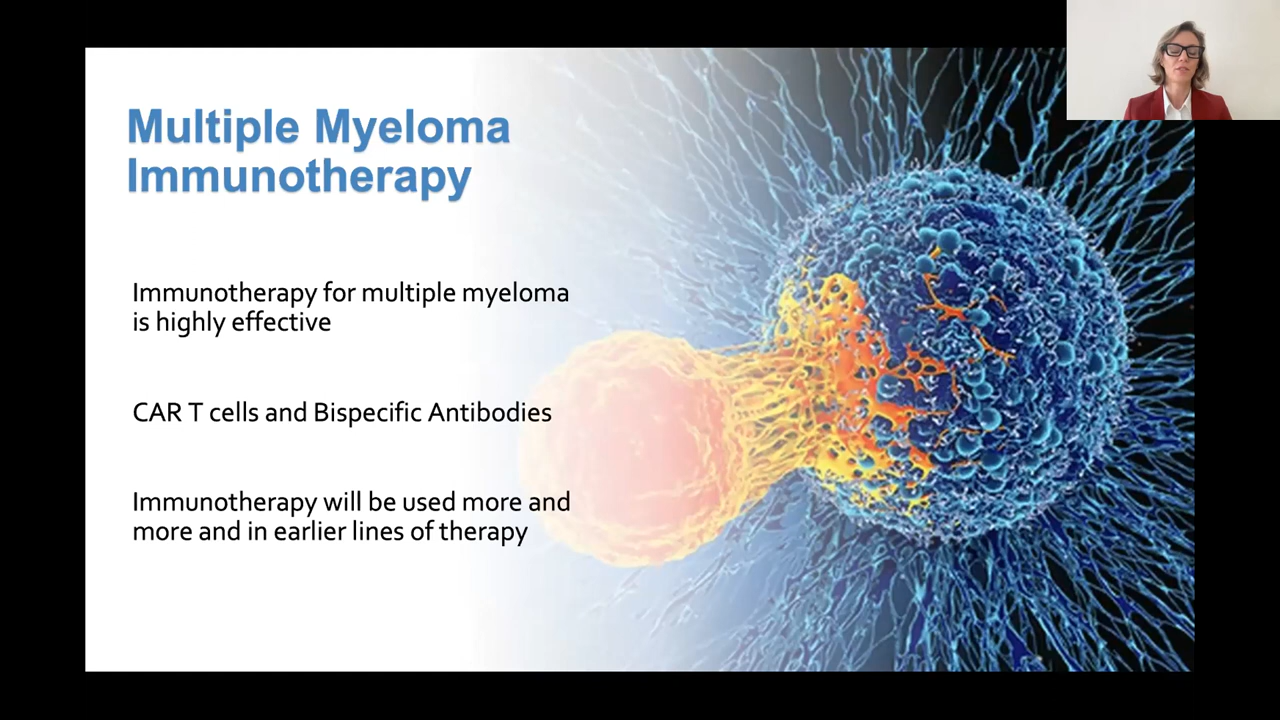 Multiple Myeloma
Immunotherapy
Immunotherapy for multiple myeloma
is highly effective
CAR T cells and Bispecific Antibodies
Immunotherapy will be used more and
more and in earlier lines of therapy